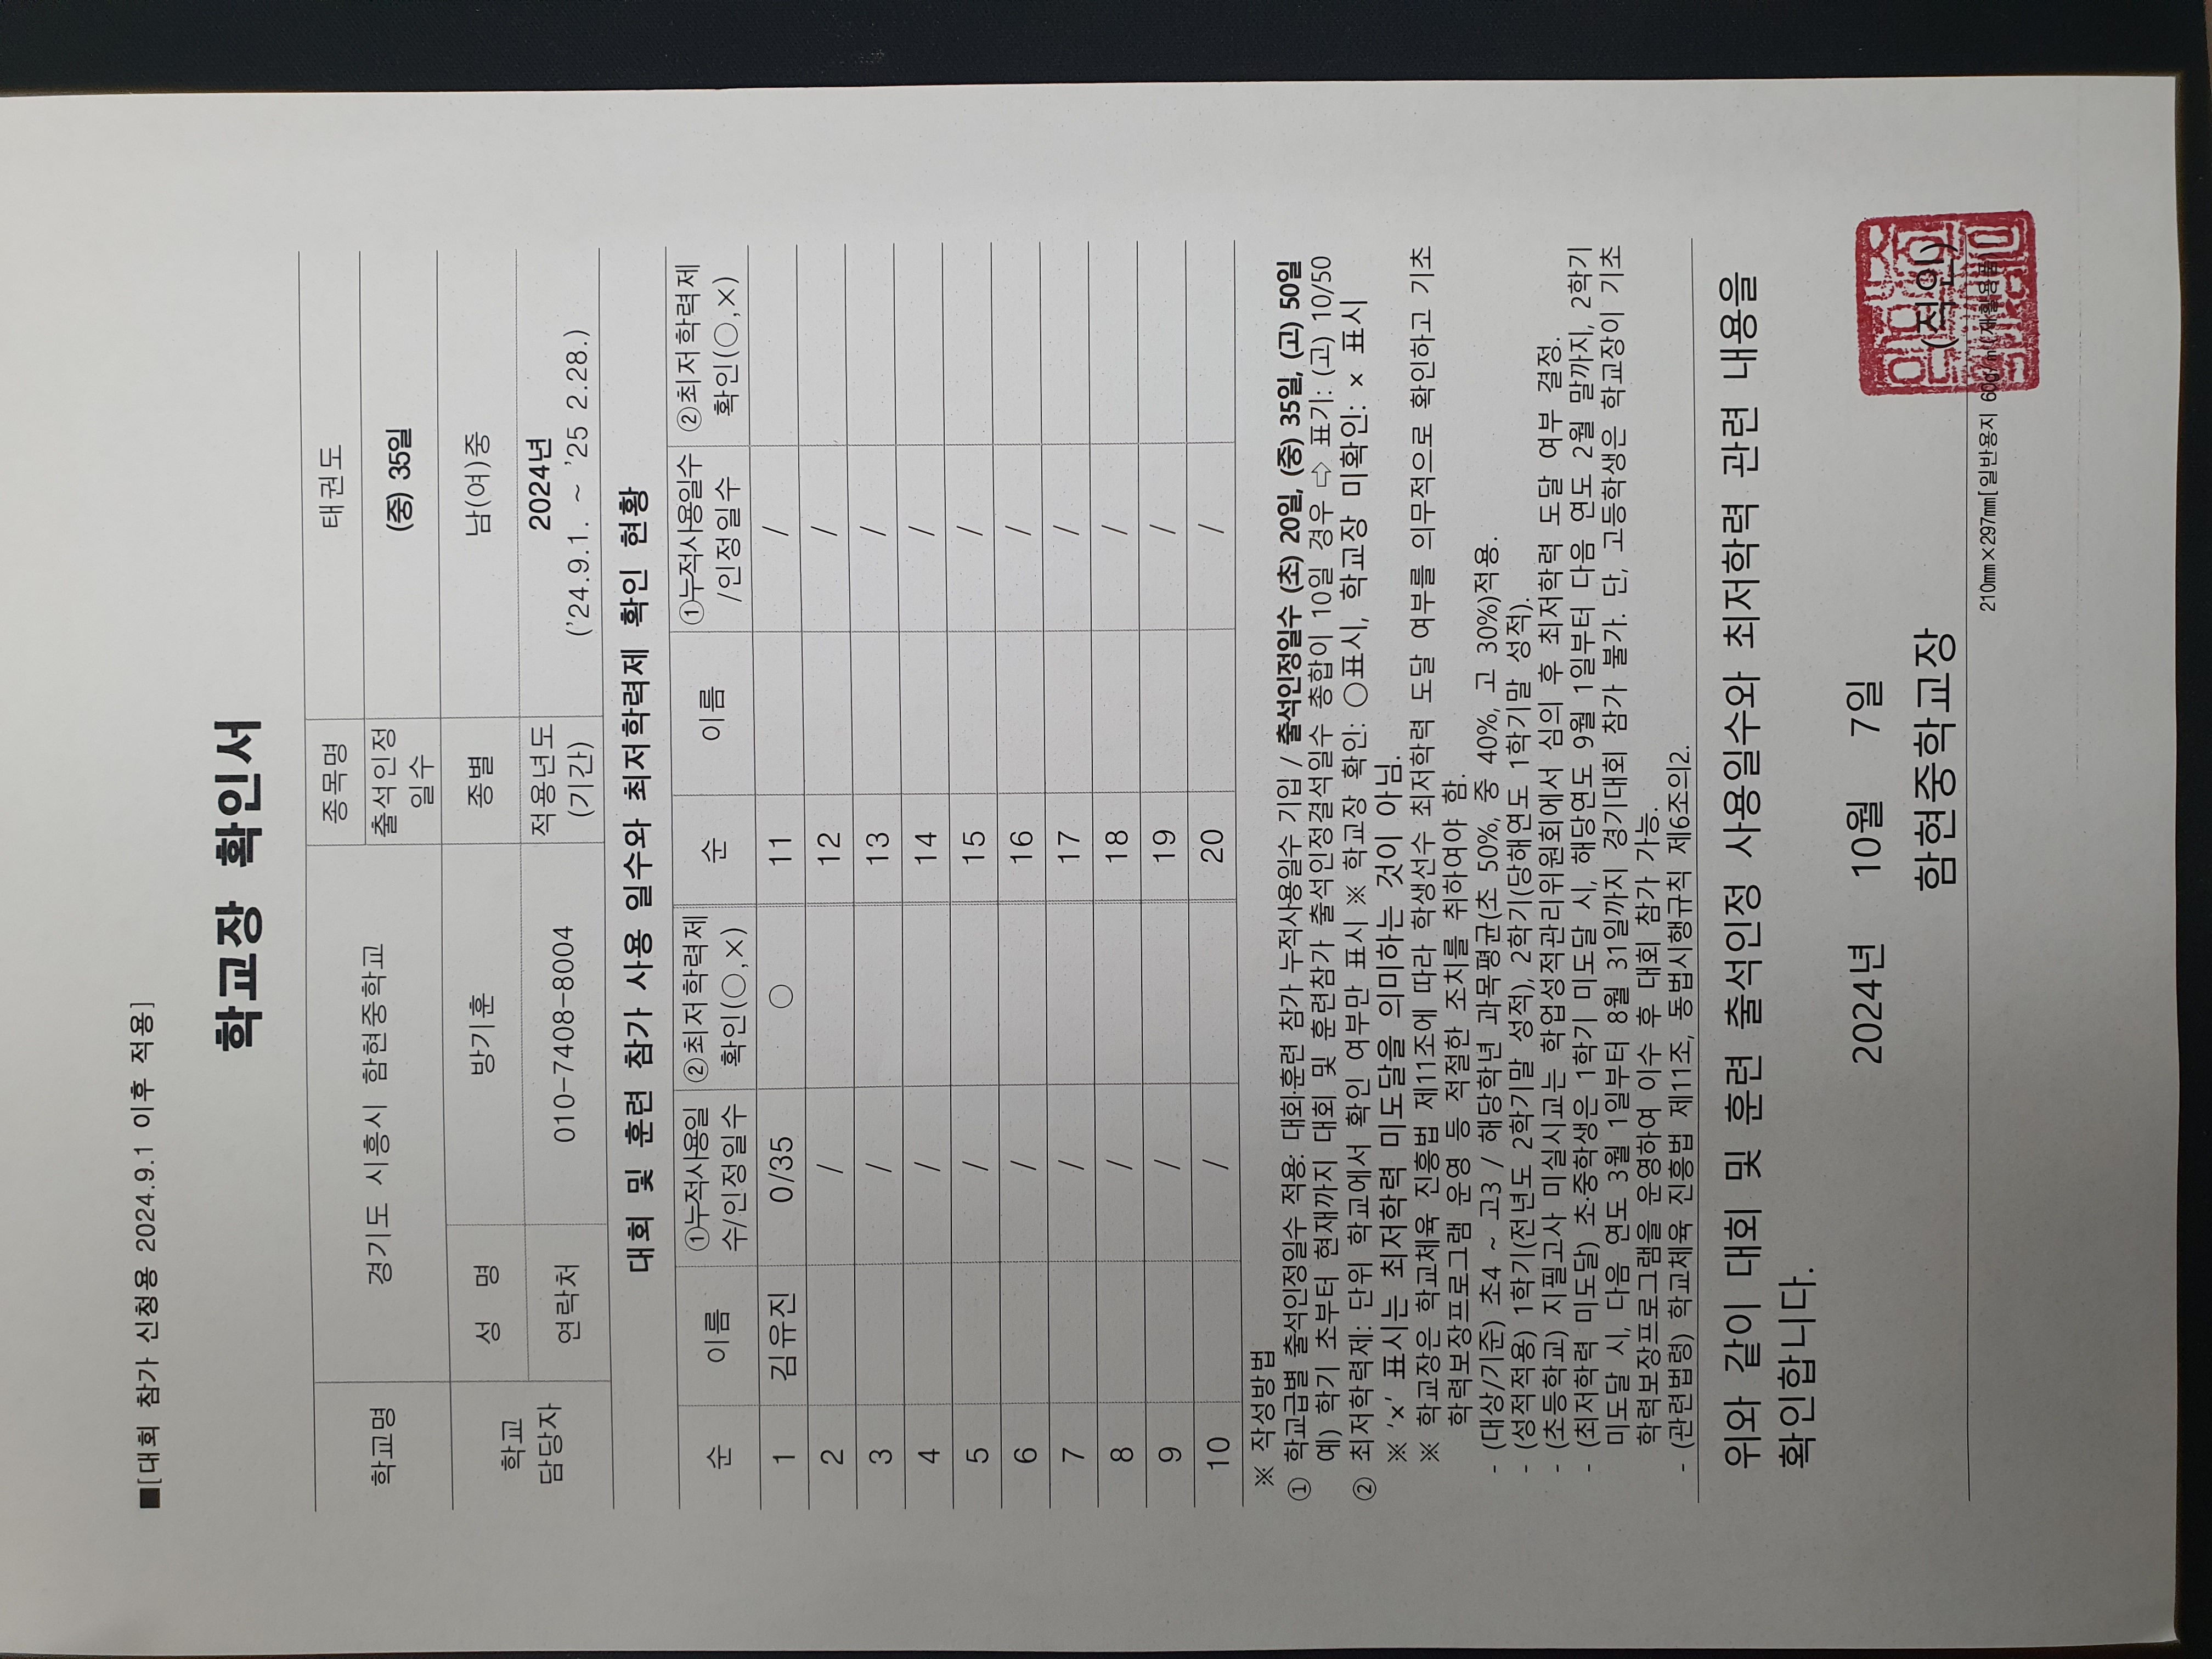 ■[대회 참가 신청용 2024.9.1 이후 적용]
학교장 확인서
학교명 경기도 시흥시 함현중학교 종목명 태권도
출석인정일수 (중) 35일
학교 담당자 성 명 방기훈 종별 남(여)중
연락처 010-7408-8004 적용년도(기간) 2024년
('24.9.1. ~ '25 2.28.)
대회 및 훈련 참가 사용 일수와 최저학력제 확인 현황
순 이름 ①누적사용일수/인정일수 ②최저학력제 확인(○,×) 순 이름 ①누적사용일수/인정일수 ②최저학력제 확인(○,×)
1 김유진 0/35 ○ 11 /
2 / 12 /
3 / 13 /
4 / 14 /
5 / 15 /
6 / 16 /
7 / 17 /
8 / 18 /
9 / 19 /
10 / 20 /
※ 작성방법
① 학교급별 출석인정일수 적용: 대회·훈련 참가 누적사용일수 기입 / 출석인정일수 (초) 20일, (중) 35일, (고) 50일
예) 학기 초부터 현재까지 대회 및 훈련참가 출석인정결석일수 총합이 10일 경우 ⇨ 표기: (고) 10/50
② 최저학력제: 단위 학교에서 확인 여부만 표시 ※ 학교장 확인: ○표시, 학교장 미확인: × 표시
※ '×' 표시는 최저학력 미도달을 의미하는 것이 아님.
※ 학교장은 학교체육 진흥법 제11조에 따라 학생선수 최저학력 도달 여부를 의무적으로 확인하고 기초
학력보장프로그램 운영 등 적절한 조치를 취하여야 함.
- (대상/기준) 초4 ~ 고3 / 해당학년 과목평균(초 50%, 중 40%, 고 30%)적용.
- (성적적용) 1학기(전년도 2학기말 성적), 2학기(당해연도 1학기말 성적).
- (초등학교) 지필고사 미실시교는 학업성적관리위원회에서 심의 후 최저학력 도달 여부 결정.
- (최저학력 미도달) 초·중학생은 1학기 미도달 시, 해당연도 9월 1일부터 다음 연도 2월 말까지, 2학기
미도달 시, 다음 연도 3월 1일부터 8월 31일까지 경기대회 참가 불가. 단, 고등학생은 학교장이 기초
학력보장프로그램을 운영하여 이수 후 대회 참가 가능.
- (관련법령) 학교체육 진흥법 제11조, 동법시행규칙 제6조의2.
위와 같이 대회 및 훈련 출석인정 사용일수와 최저학력 관련 내용을
확인합니다.
2024년 10월 7일
함현중학교장 (직인)
210㎜×297㎜[일반용지 60g/㎡(재활용품)]